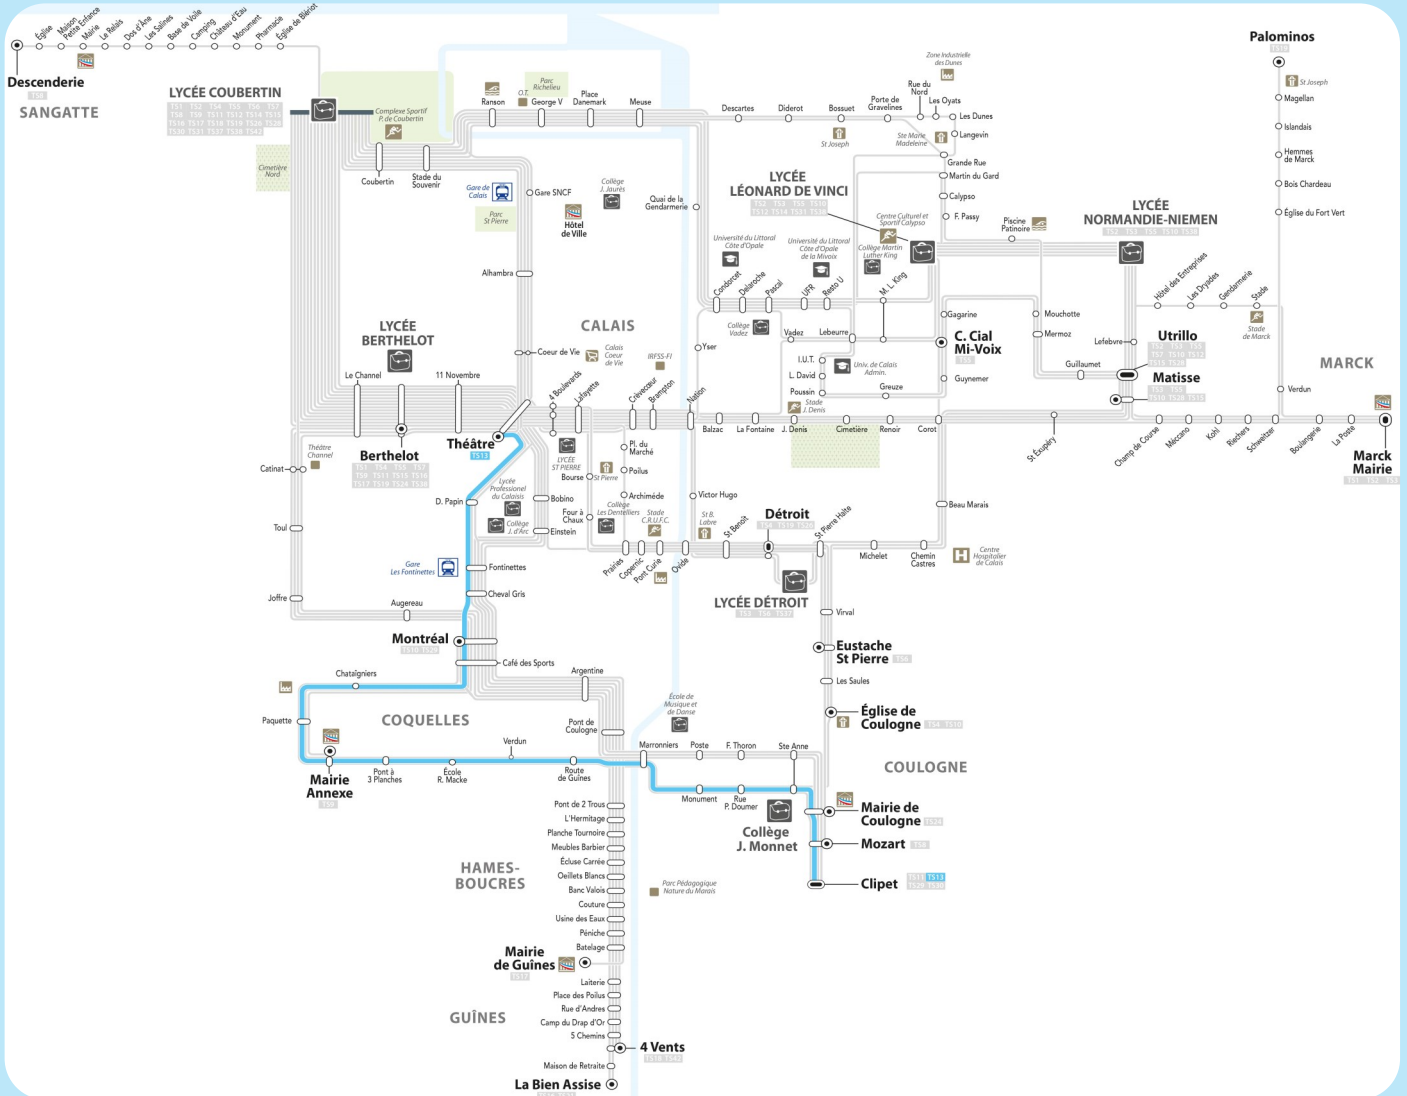 Église
Maison
Petite Enfance
Mairie
Le Relais
Dos d'Âne
Les Salines
Base de Voile
Camping
Château d'Eau
Monument
Pharmacie
Église de Blériot
Descenderie
SANGATTE
LYCÉE COUBERTIN
Complexe Sportif
P. de Coubertin
Cimetière
Nord
Coubertin
Stade du
Souvenir
Ranson
O.T.
Parc
Richelieu
George V
Place
Danemark
Meuse
Descartes
Diderot
Bossuet
St Joseph
Porte de
Gravelines
Zone Industrielle
des Dunes
Rue du
Nord
Les Oyats
Les Dunes
Ste Marie
Madeleine
Langevin
Grande Rue
Martin du Gard
Calypso
F. Passy
Palominos
St Joseph
Magellan
Islandais
Hemmes
de Marck
Bois Chardeau
Église du Fort Vert
Gare de
Calais
Gare SNCF
Parc
St Pierre
Collège
J. Jaurès
Hôtel
de Ville
Quai de la
Gendarmerie
LYCÉE
LÉONARD DE VINCI
Centre Culturel et
Sportif Calypso
Collège Martin
Luther King
Piscine
Patinoire
LYCÉE
NORMANDIE-NIEMEN
Université du Littoral
Côte d'Opale
Université du Littoral
Côte d'Opale
de la Mivoix
Alhambra
Condorcet
Delaroche
Pascal
UFR
Resto U
M. L. King
Hôtel des Entreprises
Les Dryades
Gendarmerie
Stade
Stade
de Marck
LYCÉE
BERTHELOT
CALAIS
Collège
Vadez
Vadez
Lebeurre
Gagarine
C. Cial
Mi-Voix
Mouchotte
Mermoz
Lefebvre
Utrillo
Guillaumet
Matisse
MARCK
Coeur de Vie
Calais
Coeur
de Vie
IRFSS-FI
Yser
I.U.T.
L. David
Poussin
Univ. de Calais
Admin.
Greuze
Guynemer
Verdun
Le Channel
11 Novembre
4 Boulevards
Lafayette
Crèvecœur
Brampton
Nation
Balzac
La Fontaine
Stade
J. Denis
J. Denis
Cimetière
Renoir
Corot
St Exupéry
Champ de Course
Méccano
Kohl
Riechers
Schweitzer
Boulangerie
La Poste
Marck
Mairie
Théâtre
TS13
Berthelot
Théâtre
Channel
Catinat
LYCÉE
ST PIERRE
Pl. du
Marché
Bourse
St Pierre
Poilus
Lycée
Professionel
du Calaisis
Collège
J. d'Arc
D. Papin
Bobino
Four à
Chaux
Collège
Les Dentelliers
Archimède
Stade
C.R.U.F.C.
Victor Hugo
St B.
Labre
Détroit
St Benoît
St Pierre Halte
Beau Marais
Toul
Einstein
Prairies
Copernic
Pont Curie
Ovide
Michelet
Chemin
Castres
Centre
Hospitalier
de Calais
Gare
Les Fontinettes
Fontinettes
Cheval Gris
LYCÉE DÉTROIT
Joffre
Augereau
Virval
Montréal
Café des Sports
Eustache
St Pierre
Les Saules
Chataîgniers
Argentine
École de
Musique et
de Danse
Église de
Coulogne
Paquette
COQUELLES
Pont de
Coulogne
Verdun
Marronniers
Poste
F. Thoron
Ste Anne
COULOGNE
Mairie
Annexe
Pont à
3 Planches
École
R. Macke
Route
de Guînes
Monument
Rue
P. Doumer
Collège
J. Monnet
Mairie de
Coulogne
Mozart
Clipet
TS13
Pont de 2 Trous
L'Hermitage
Planche Tournoire
Meubles Barbier
Écluse Carrée
Oeillets Blancs
Banc Valois
Couture
Usine des Eaux
Péniche
Batelage
HAMES-
BOUCRES
Parc Pédagogique
Nature du Marais
Mairie
de Guînes
Laiterie
Place des Poilus
Rue d'Andres
Camp du Drap d'Or
5 Chemins
GUÎNES
4 Vents
Maison de Retraite
La Bien Assise